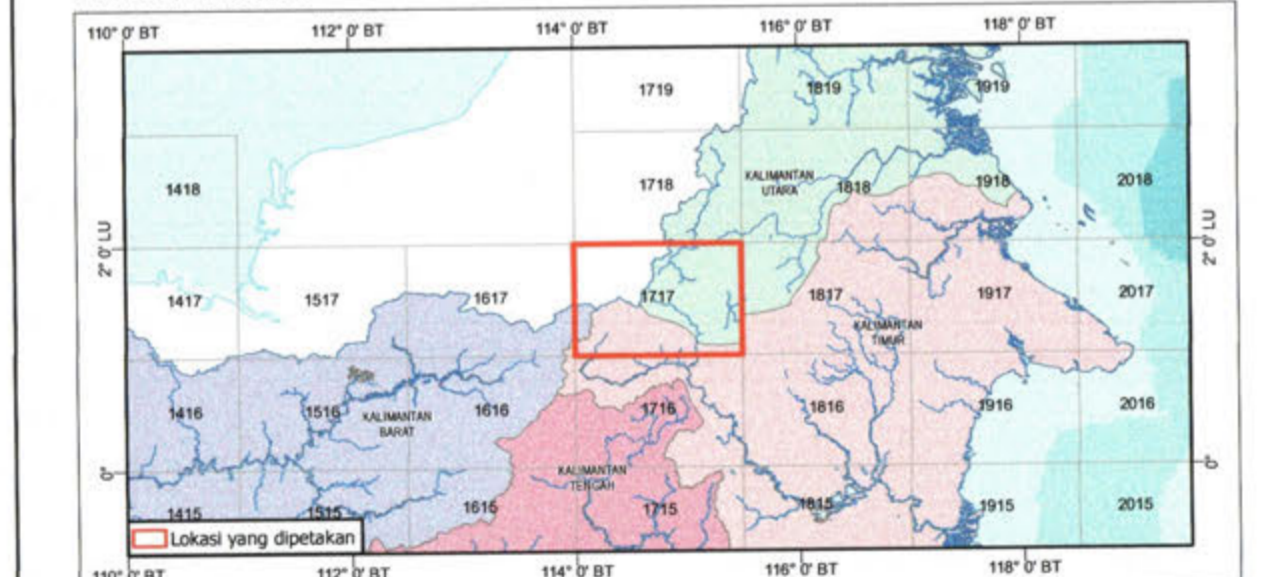 110° 0' BT 112° 0' BT 114° 0' BT 116° 0' BT 118° 0' BT
1719 1819 1919
1418 1718 KALIMANTAN UTARA 1818 1918 2018
2° 0' LU 2° 0' LU
1417 1517 1617 1717 1817 1917 2017
KALIMANTAN
TIMUR
1416 1516 KALIMANTAN BARAT 1616 1716 1816 1916 2016
0° 0°
KALIMANTAN
TENGAH
1415 1515 1615 1715 1815 1915 2015
Lokasi yang dipetakan
110° 0' BT 112° 0' BT 114° 0' BT 116° 0' BT 118° 0' BT